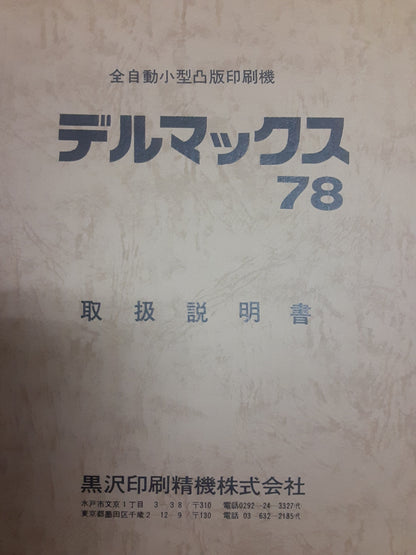 全自動小型凸版印刷機
デルマックス
78
取扱説明書
黒沢印刷精機株式会社
水戸市文京1丁目 3-38/〒310 電話0292-24-3327代
東京都墨田区千歳2-12-9/〒130 電話 03-632-2185代